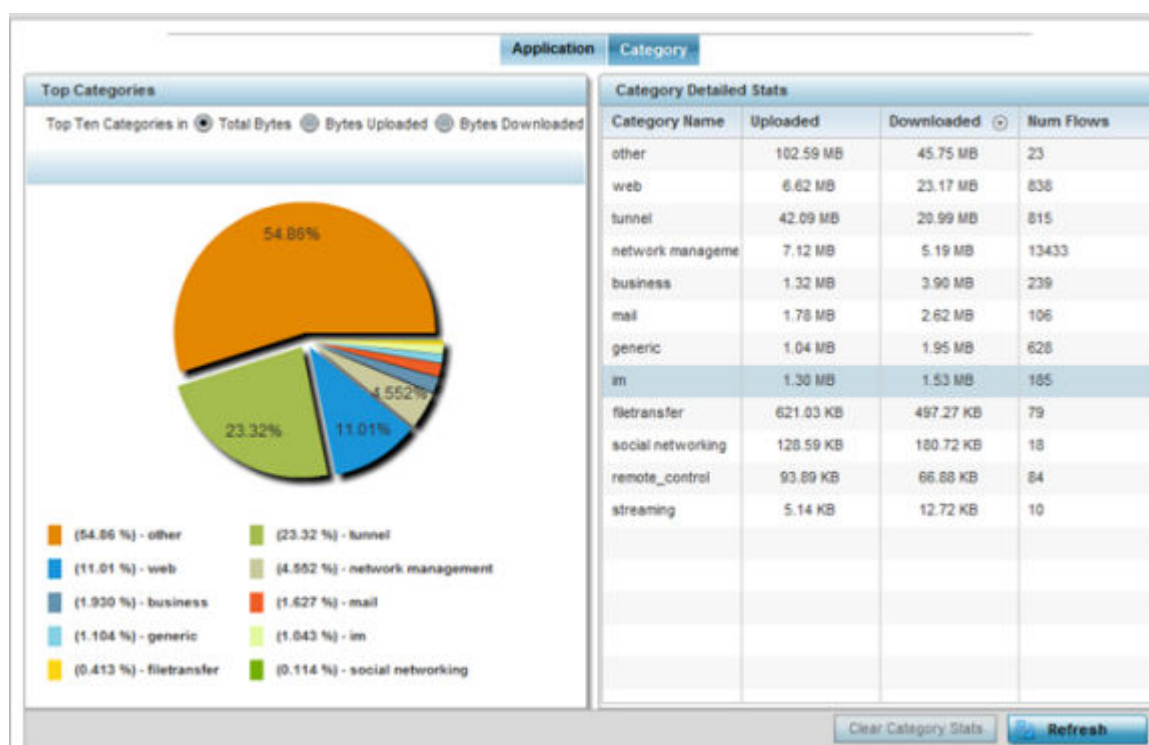 Application Category
Top Categories
Top Ten Categories in Total Bytes Bytes Uploaded Bytes Downloaded
54.86%
4.552%
23.32%
11.01%
(54.86 %) - other
(23.32 %) - tunnel
(11.01 %) - web
(4.552 %) - network management
(1.930 %) - business
(1.627 %) - mail
(1.104 %) - generic
(1.043 %) - im
(0.413 %) - filetransfer
(0.114 %) - social networking
Category Detailed Stats
Category Name Uploaded Downloaded Num Flows
other 102.59 MB 45.75 MB 23
web 6.62 MB 23.17 MB 838
tunnel 42.09 MB 20.99 MB 815
network manageme 7.12 MB 5.19 MB 13433
business 1.32 MB 3.90 MB 239
mail 1.78 MB 2.62 MB 106
generic 1.04 MB 1.95 MB 628
im 1.30 MB 1.53 MB 185
filetransfer 621.03 KB 497.27 KB 79
social networking 128.59 KB 180.72 KB 18
remote_control 93.89 KB 66.88 KB 84
streaming 5.14 KB 12.72 KB 10
Clear Category Stats Refresh